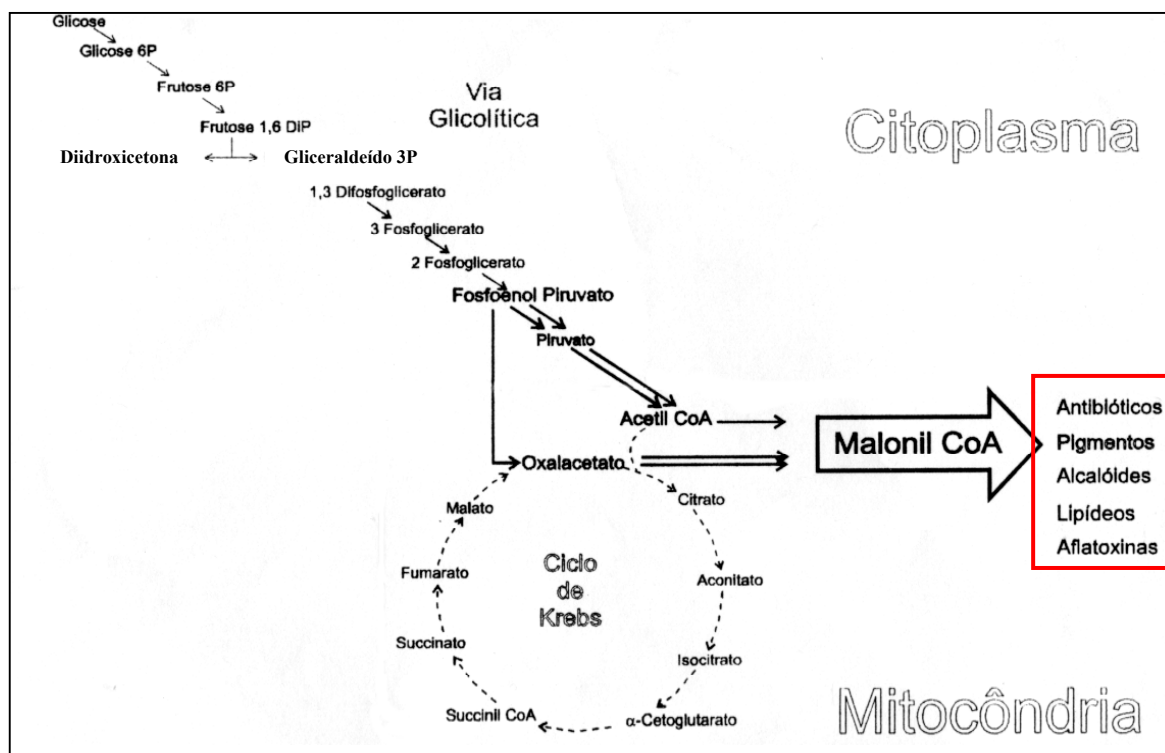 Glicose
Glicose 6P
Frutose 6P
Frutose 1,6 DiP
Diidroxicetona
Gliceraldeído 3P
Via
Glicolítica
Citoplasma
1,3 Difosfoglicerato
3 Fosfoglicerato
2 Fosfoglicerato
Fosfoenol Piruvato
Piruvato
Acetil CoA
Oxalacetato
Malonil CoA
Antibióticos
Pigmentos
Alcalóides
Lipídeos
Aflatoxinas
Malato
Citrato
Fumarato
Ciclo
de
Krebs
Aconitato
Succinato
Isocitrato
Succinil CoA
α-Cetoglutarato
Mitocôndria